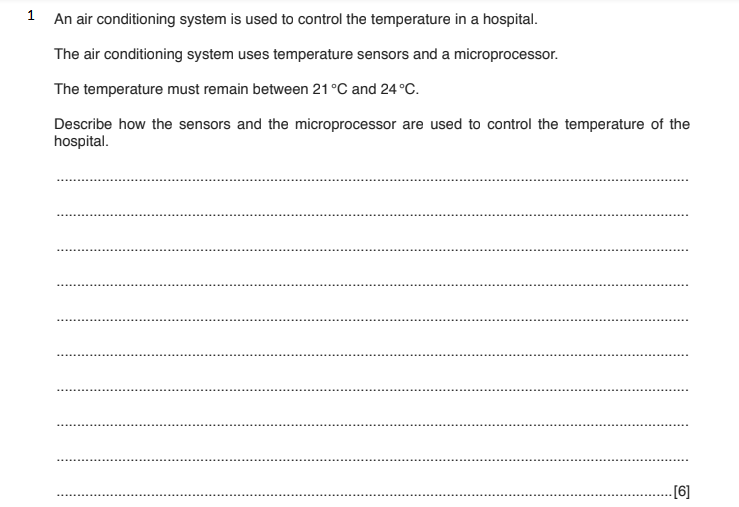 1 An air conditioning system is used to control the temperature in a hospital.
The air conditioning system uses temperature sensors and a microprocessor.
The temperature must remain between 21 °C and 24 °C.
Describe how the sensors and the microprocessor are used to control the temperature of the
hospital.
[6]